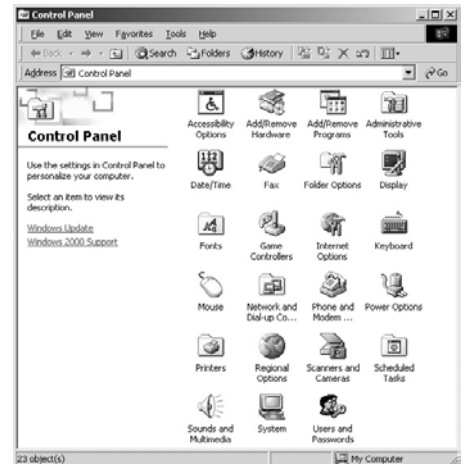 Control Panel
File Edit View Favorites Tools Help
Back Search Folders History
Address Control Panel Go
Control Panel
Use the settings in Control Panel to
personalize your computer.
Select an item to view its
description.
Windows Update
Windows 2000 Support
Accessibility
Options
Add/Remove
Hardware
Add/Remove
Programs
Administrative
Tools
Date/Time
Fax
Folder Options
Display
Fonts
Game
Controllers
Internet
Options
Keyboard
Mouse
Network and
Dial-up Co...
Phone and
Modem ...
Power Options
Printers
Regional
Options
Scanners and
Cameras
Scheduled
Tasks
Sounds and
Multimedia
System
Users and
Passwords
23 object(s) My Computer